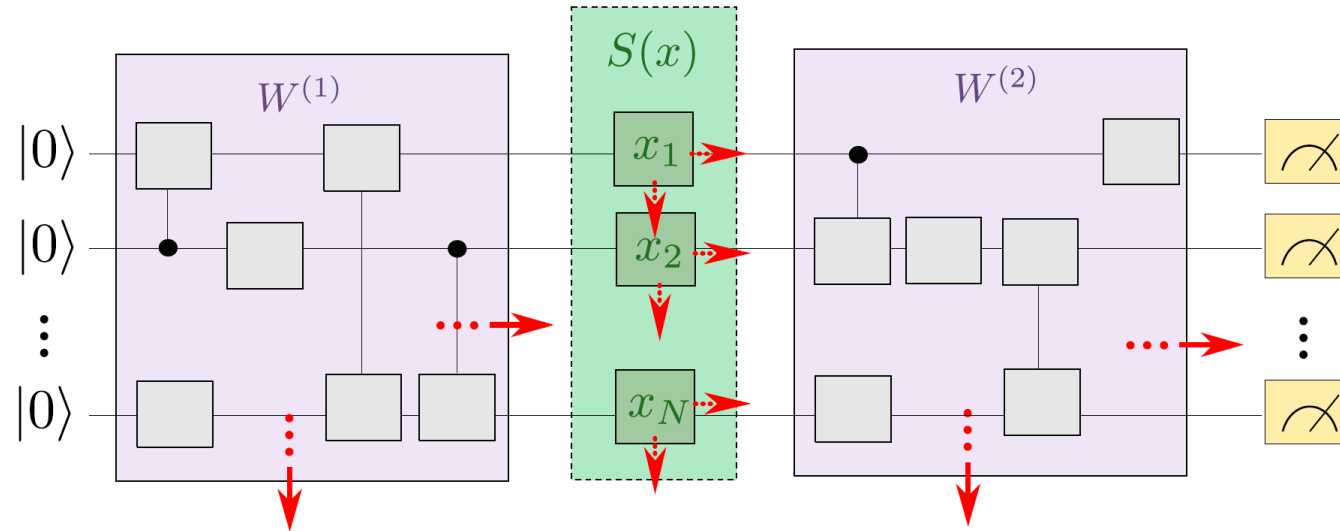 W^{(1)}
S(x)
W^{(2)}
|0⟩
x_1
|0⟩
x_2
⋮
⋮
|0⟩
x_N